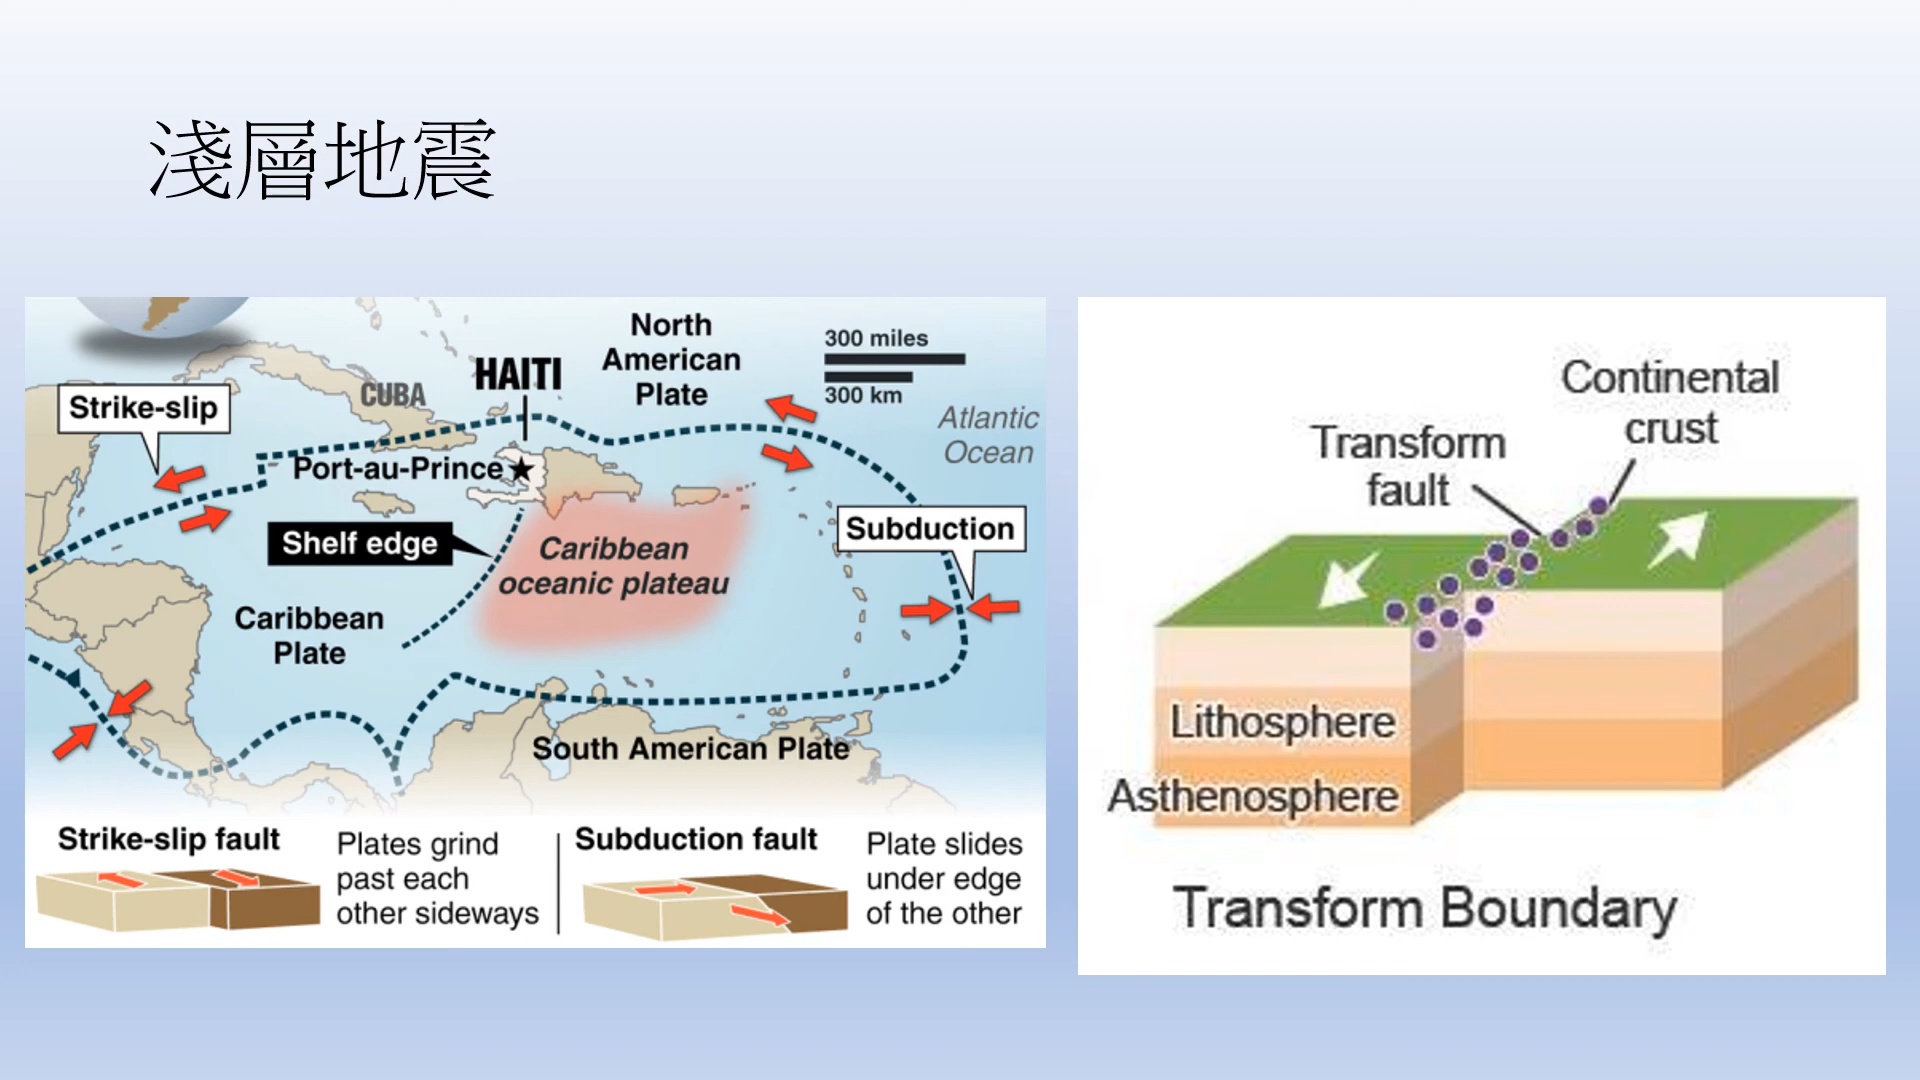 淺層地震
North
American
Plate
300 miles
300 km
HAITI
CUBA
Strike-slip
Atlantic
Ocean
Port-au-Prince
Shelf edge
Caribbean
oceanic plateau
Subduction
Caribbean
Plate
South American Plate
Strike-slip fault
Plates grind
past each
other sideways
Subduction fault
Plate slides
under edge
of the other
Continental
crust
Transform
fault
Lithosphere
Asthenosphere
Transform Boundary